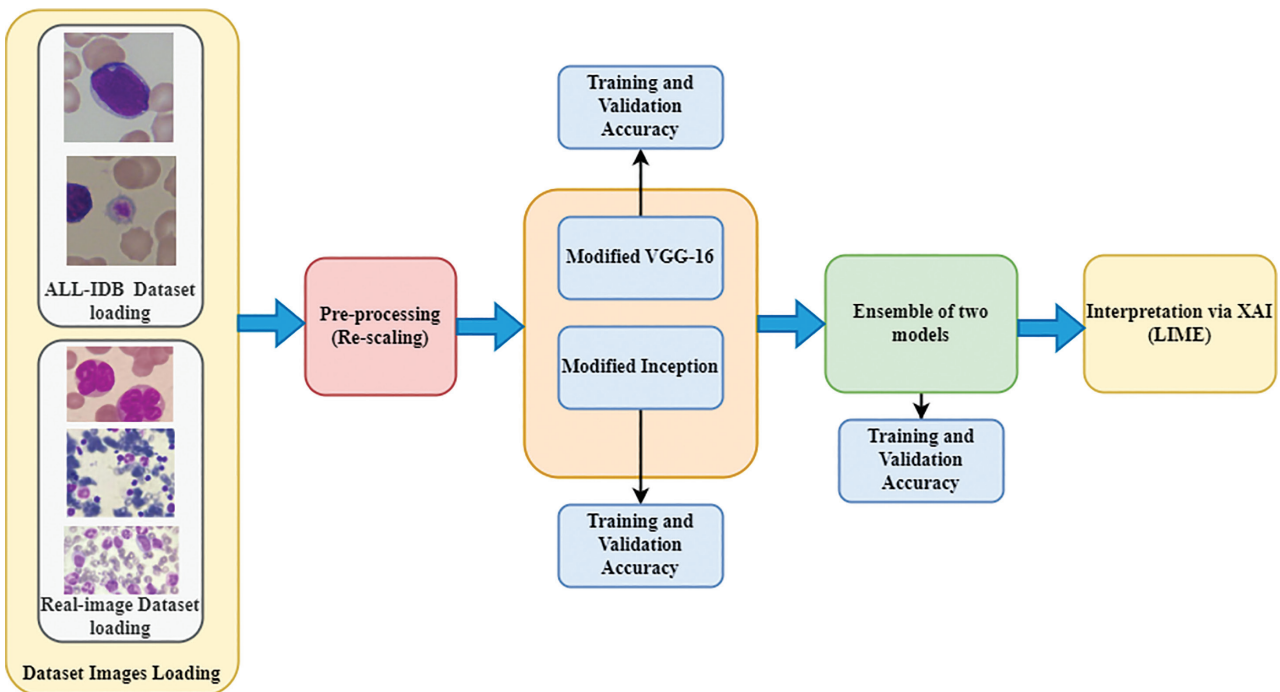 ALL-IDB Dataset
loading
Real-image Dataset
loading
Dataset Images Loading
Pre-processing
(Re-scaling)
Training and
Validation
Accuracy
Modified VGG-16
Modified Inception
Training and
Validation
Accuracy
Ensemble of two
models
Training and
Validation
Accuracy
Interpretation via XAI
(LIME)